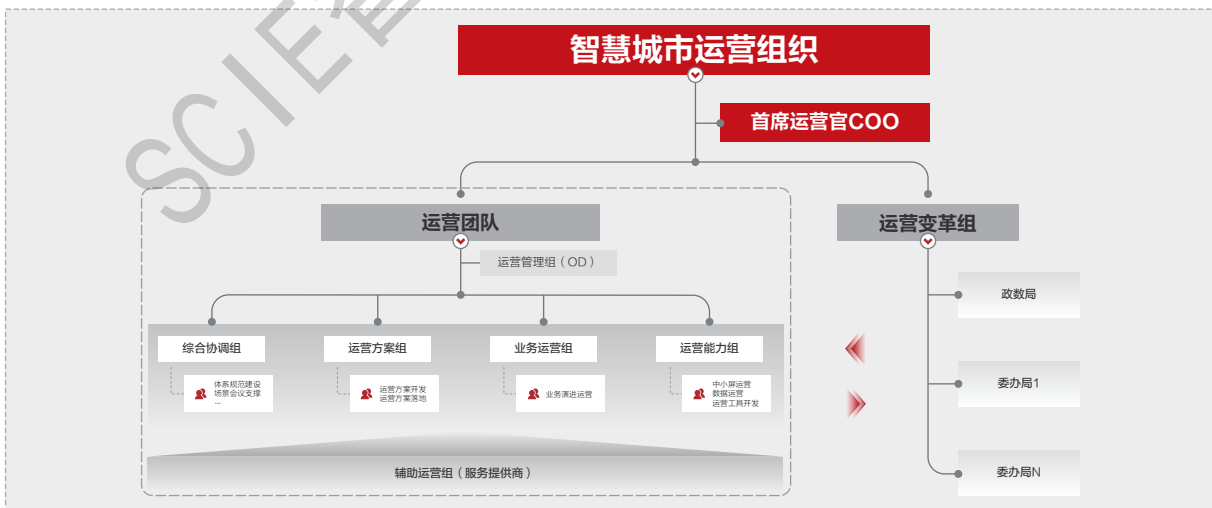 智慧城市运营组织
首席运营官COO
运营团队
运营变革组
运营管理组（OD）
政数局
综合协调组
运营方案组
业务运营组
运营能力组
体系规范建设
场景会议支撑
...
运营方案开发
运营方案落地
业务演进运营
中小屏运营
数据运营
运营工具开发
委办局1
辅助运营组（服务提供商）
委办局N
SCIE